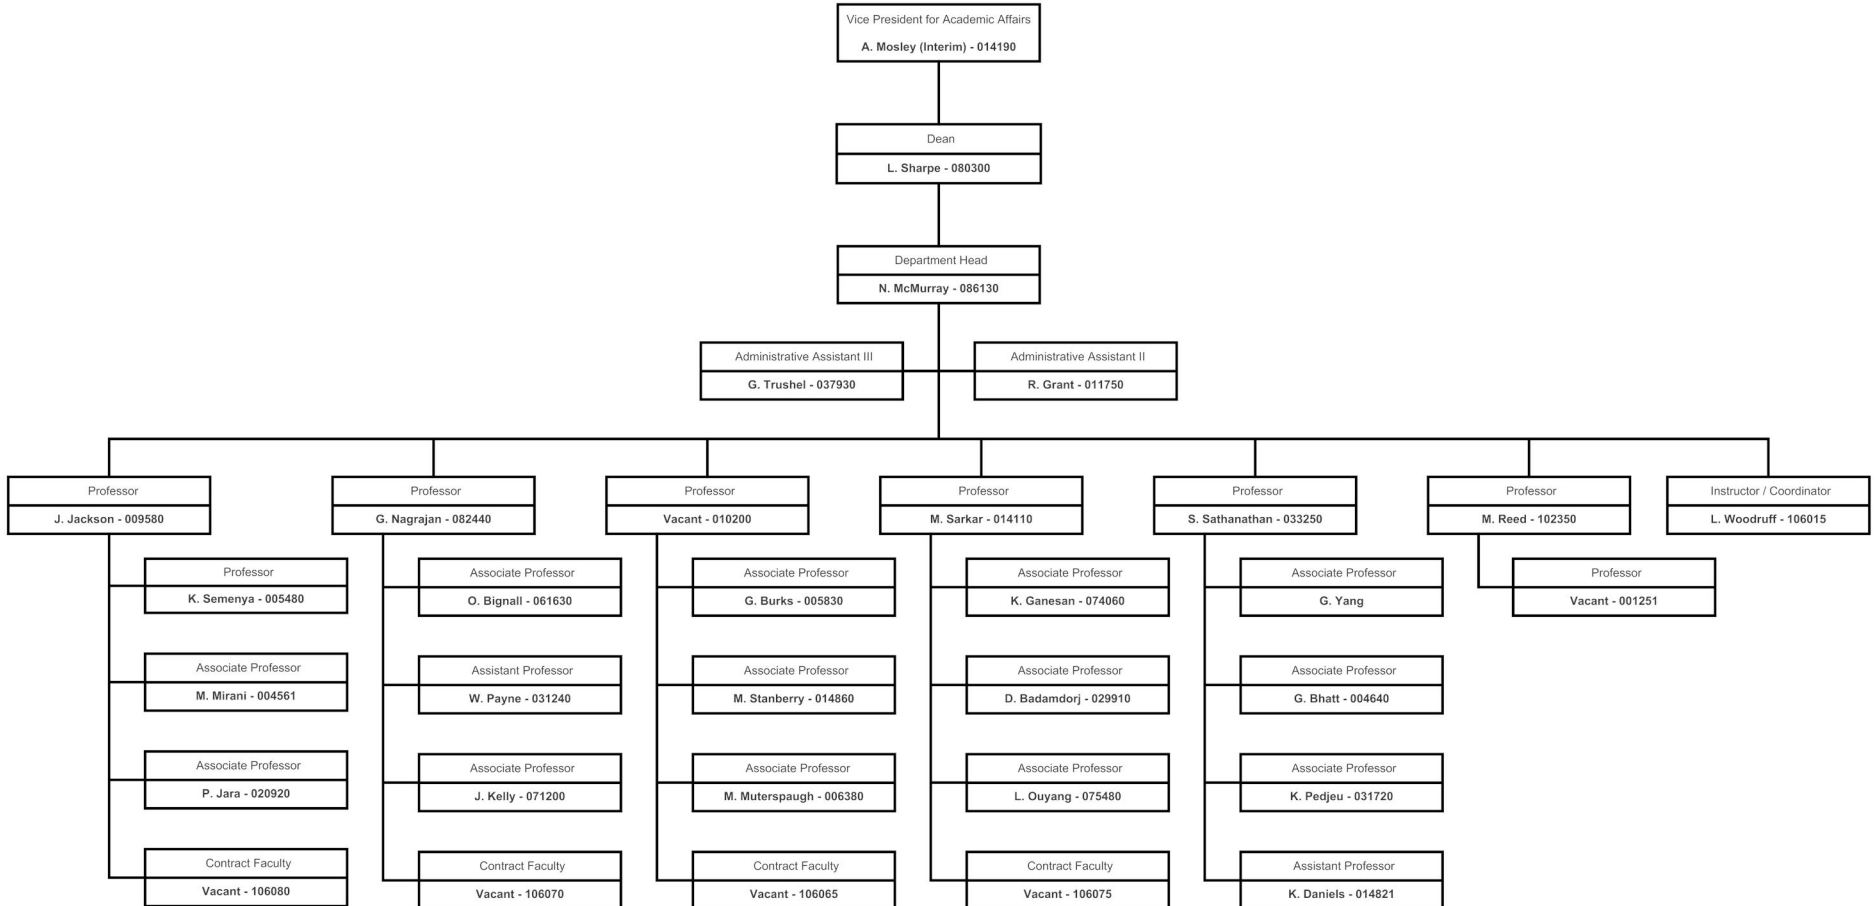 Vice President for Academic Affairs
A. Mosley (Interim) - 014190
Dean
L. Sharpe - 080300
Department Head
N. McMurray - 086130
Administrative Assistant III
G. Trushel - 037930
Administrative Assistant II
R. Grant - 011750
Professor
J. Jackson - 009580
Professor
K. Semenya - 005480
Associate Professor
M. Mirani - 004561
Associate Professor
P. Jara - 020920
Contract Faculty
Vacant - 106080
Professor
G. Nagrajan - 082440
Associate Professor
O. Bignall - 061630
Assistant Professor
W. Payne - 031240
Associate Professor
J. Kelly - 071200
Contract Faculty
Vacant - 106070
Professor
Vacant - 010200
Associate Professor
G. Burks - 005830
Associate Professor
M. Stanberry - 014860
Associate Professor
M. Muterspaugh - 006380
Contract Faculty
Vacant - 106065
Professor
M. Sarkar - 014110
Associate Professor
K. Ganesan - 074060
Associate Professor
D. Badamdorj - 029910
Associate Professor
L. Ouyang - 075480
Contract Faculty
Vacant - 106075
Professor
S. Sathanathan - 033250
Associate Professor
G. Yang
Associate Professor
G. Bhatt - 004640
Associate Professor
K. Pedjeu - 031720
Assistant Professor
K. Daniels - 014821
Professor
M. Reed - 102350
Professor
Vacant - 001251
Instructor / Coordinator
L. Woodruff - 106015